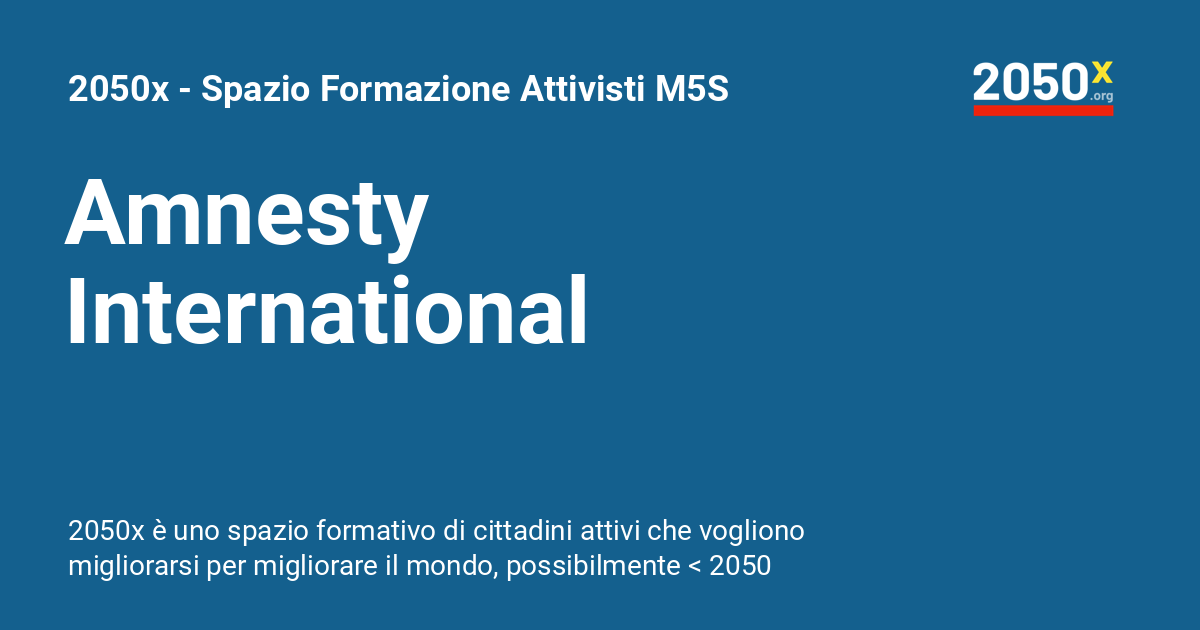 2050x - Spazio Formazione Attivisti M5S
2050x
.org
Amnesty
International
2050x è uno spazio formativo di cittadini attivi che vogliono
migliorarsi per migliorare il mondo, possibilmente < 2050